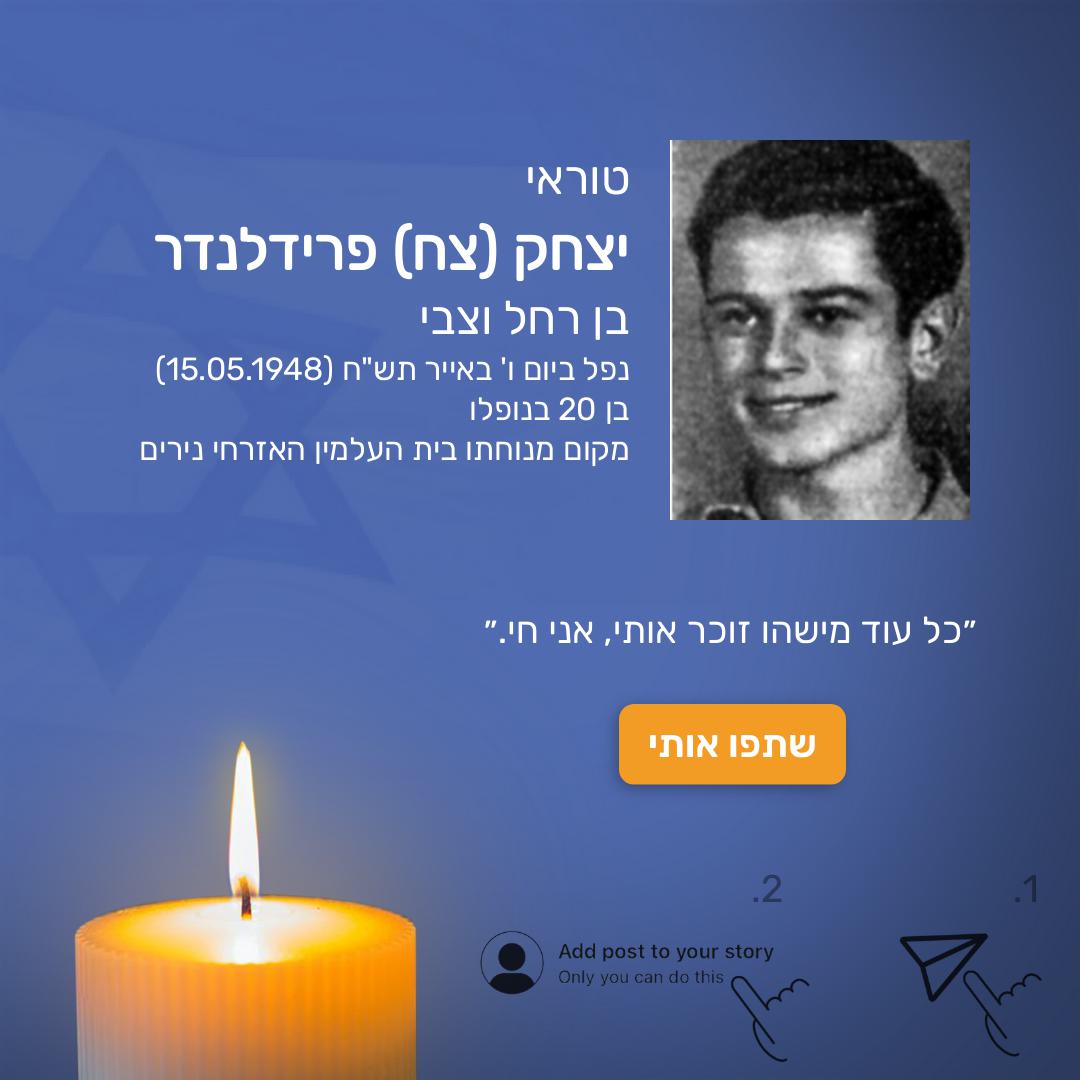 טוראי
יצחק (צח) פרידלנדר
בן רחל וצבי
נפל ביום ו' באייר תש"ח (15.05.1948)
בן 20 בנופלו
מקום מנוחתו בית העלמין האזרחי נירים
״כל עוד מישהו זוכר אותי, אני חי.״
שתפו אותי
1.
2.
Add post to your story
Only you can do this